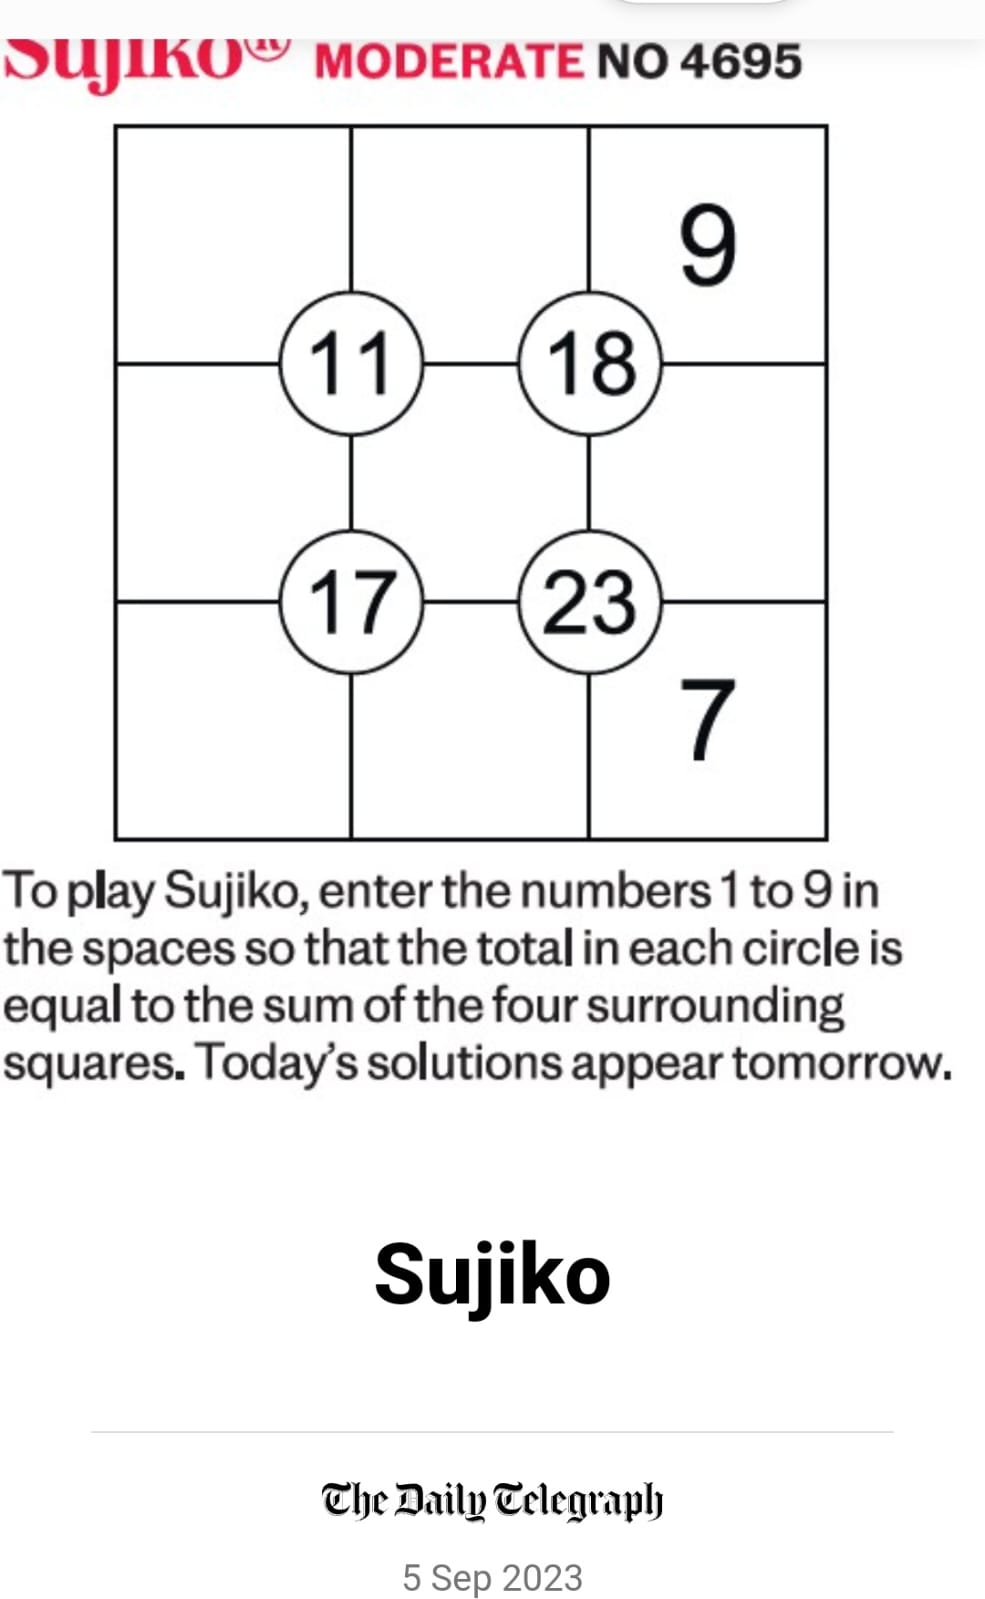 Sujiko® MODERATE NO 4695
9
11 18
17 23
7
To play Sujiko, enter the numbers 1 to 9 in
the spaces so that the total in each circle is
equal to the sum of the four surrounding
squares. Today's solutions appear tomorrow.
Sujiko
The Daily Telegraph
5 Sep 2023